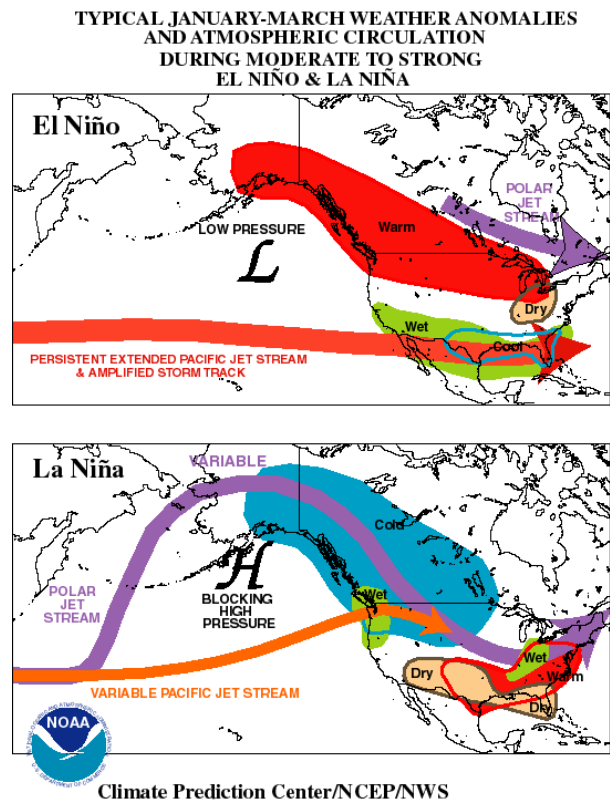 TYPICAL JANUARY-MARCH WEATHER ANOMALIES
AND ATMOSPHERIC CIRCULATION
DURING MODERATE TO STRONG
EL NIÑO & LA NIÑA
El Niño
POLAR
JET
STREAM
LOW PRESSURE
L
Warm
Dry
Wet
Cool
PERSISTENT EXTENDED PACIFIC JET STREAM
& AMPLIFIED STORM TRACK
La Niña
VARIABLE
Cold
H
BLOCKING
HIGH
PRESSURE
POLAR
JET
STREAM
Wet
Wet
Dry
Warm
Dry
VARIABLE PACIFIC JET STREAM
NOAA
Climate Prediction Center/NCEP/NWS